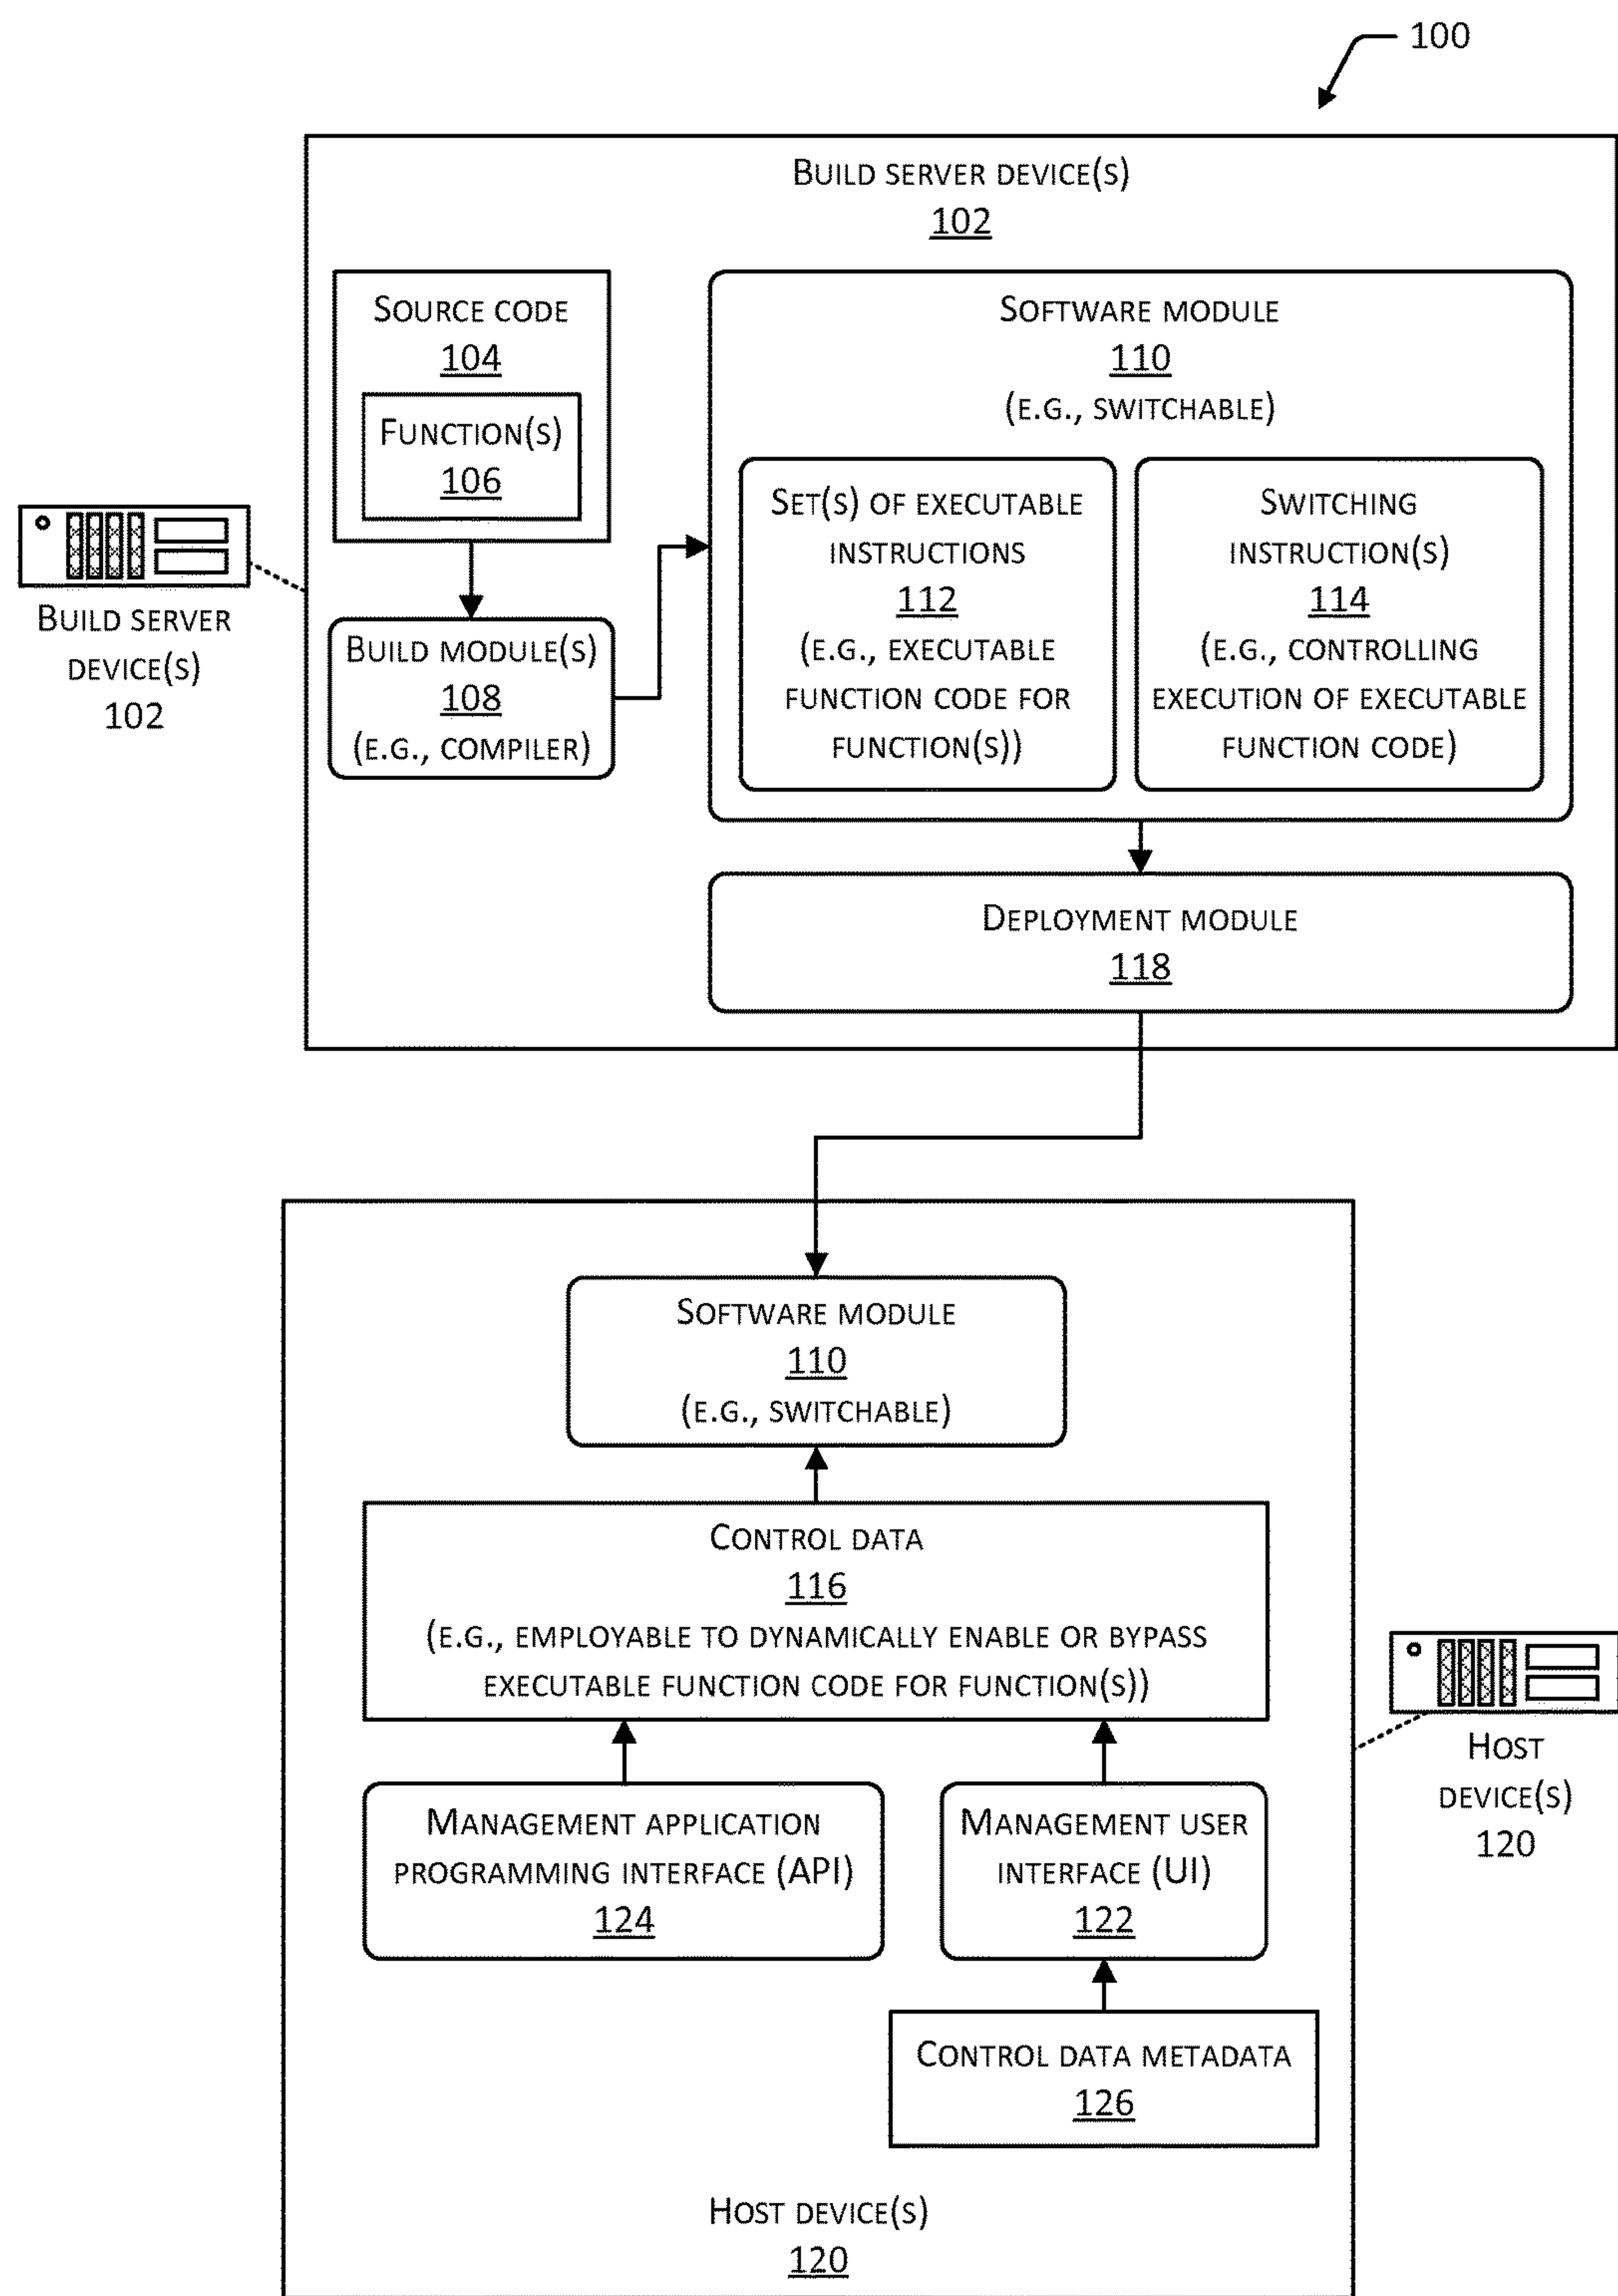 100
BUILD SERVER DEVICE(S)
102
SOURCE CODE
104
FUNCTION(S)
106
BUILD MODULE(S)
108
(E.G., COMPILER)
SOFTWARE MODULE
110
(E.G., SWITCHABLE)
SET(S) OF EXECUTABLE
INSTRUCTIONS
112
(E.G., EXECUTABLE
FUNCTION CODE FOR
FUNCTION(S))
SWITCHING
INSTRUCTION(S)
114
(E.G., CONTROLLING
EXECUTION OF EXECUTABLE
FUNCTION CODE)
BUILD SERVER
DEVICE(S)
102
DEPLOYMENT MODULE
118
SOFTWARE MODULE
110
(E.G., SWITCHABLE)
CONTROL DATA
116
(E.G., EMPLOYABLE TO DYNAMICALLY ENABLE OR BYPASS
EXECUTABLE FUNCTION CODE FOR FUNCTION(S))
MANAGEMENT APPLICATION
PROGRAMMING INTERFACE (API)
124
MANAGEMENT USER
INTERFACE (UI)
122
HOST
DEVICE(S)
120
CONTROL DATA METADATA
126
HOST DEVICE(S)
120